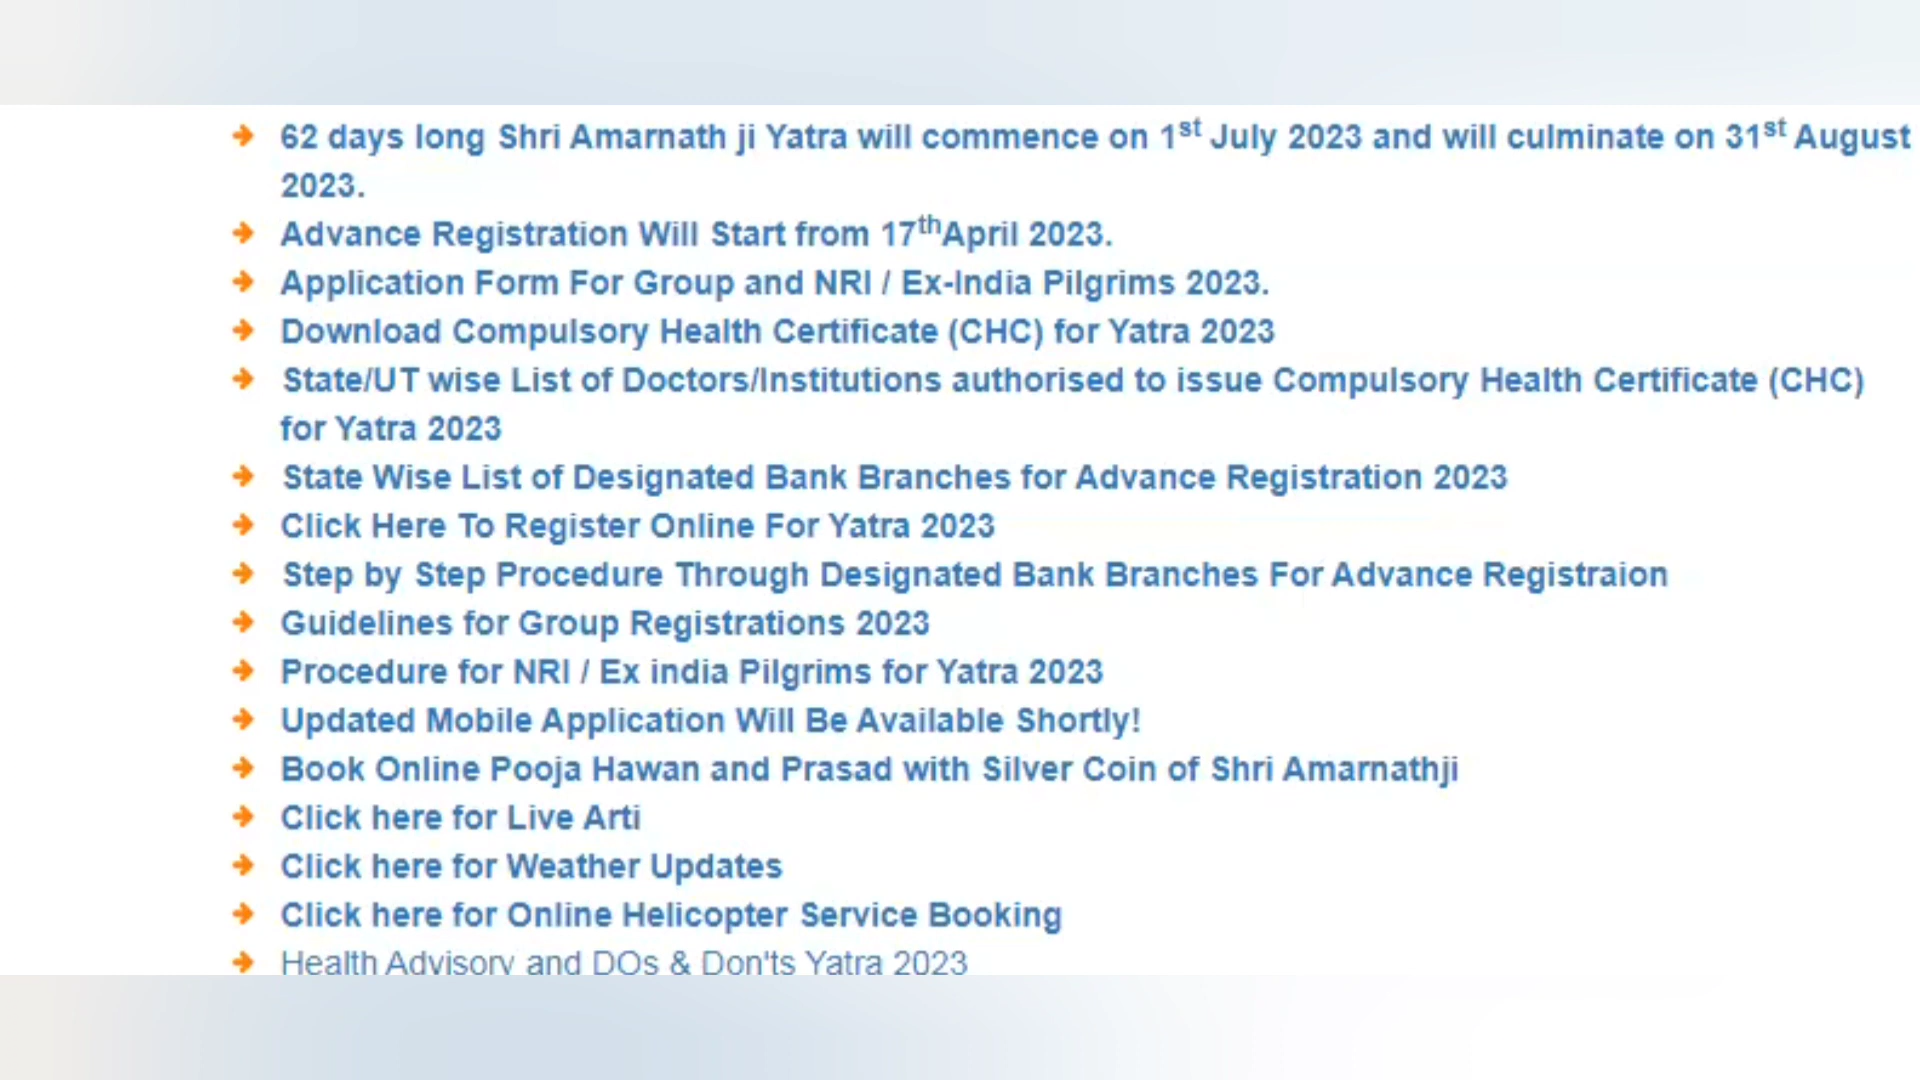 62 days long Shri Amarnath ji Yatra will commence on 1st July 2023 and will culminate on 31st August
2023.
Advance Registration Will Start from 17thApril 2023.
Application Form For Group and NRI / Ex-India Pilgrims 2023.
Download Compulsory Health Certificate (CHC) for Yatra 2023
State/UT wise List of Doctors/Institutions authorised to issue Compulsory Health Certificate (CHC)
for Yatra 2023
State Wise List of Designated Bank Branches for Advance Registration 2023
Click Here To Register Online For Yatra 2023
Step by Step Procedure Through Designated Bank Branches For Advance Registraion
Guidelines for Group Registrations 2023
Procedure for NRI / Ex india Pilgrims for Yatra 2023
Updated Mobile Application Will Be Available Shortly!
Book Online Pooja Hawan and Prasad with Silver Coin of Shri Amarnathji
Click here for Live Arti
Click here for Weather Updates
Click here for Online Helicopter Service Booking
Health Advisory and DOs & Don'ts Yatra 2023